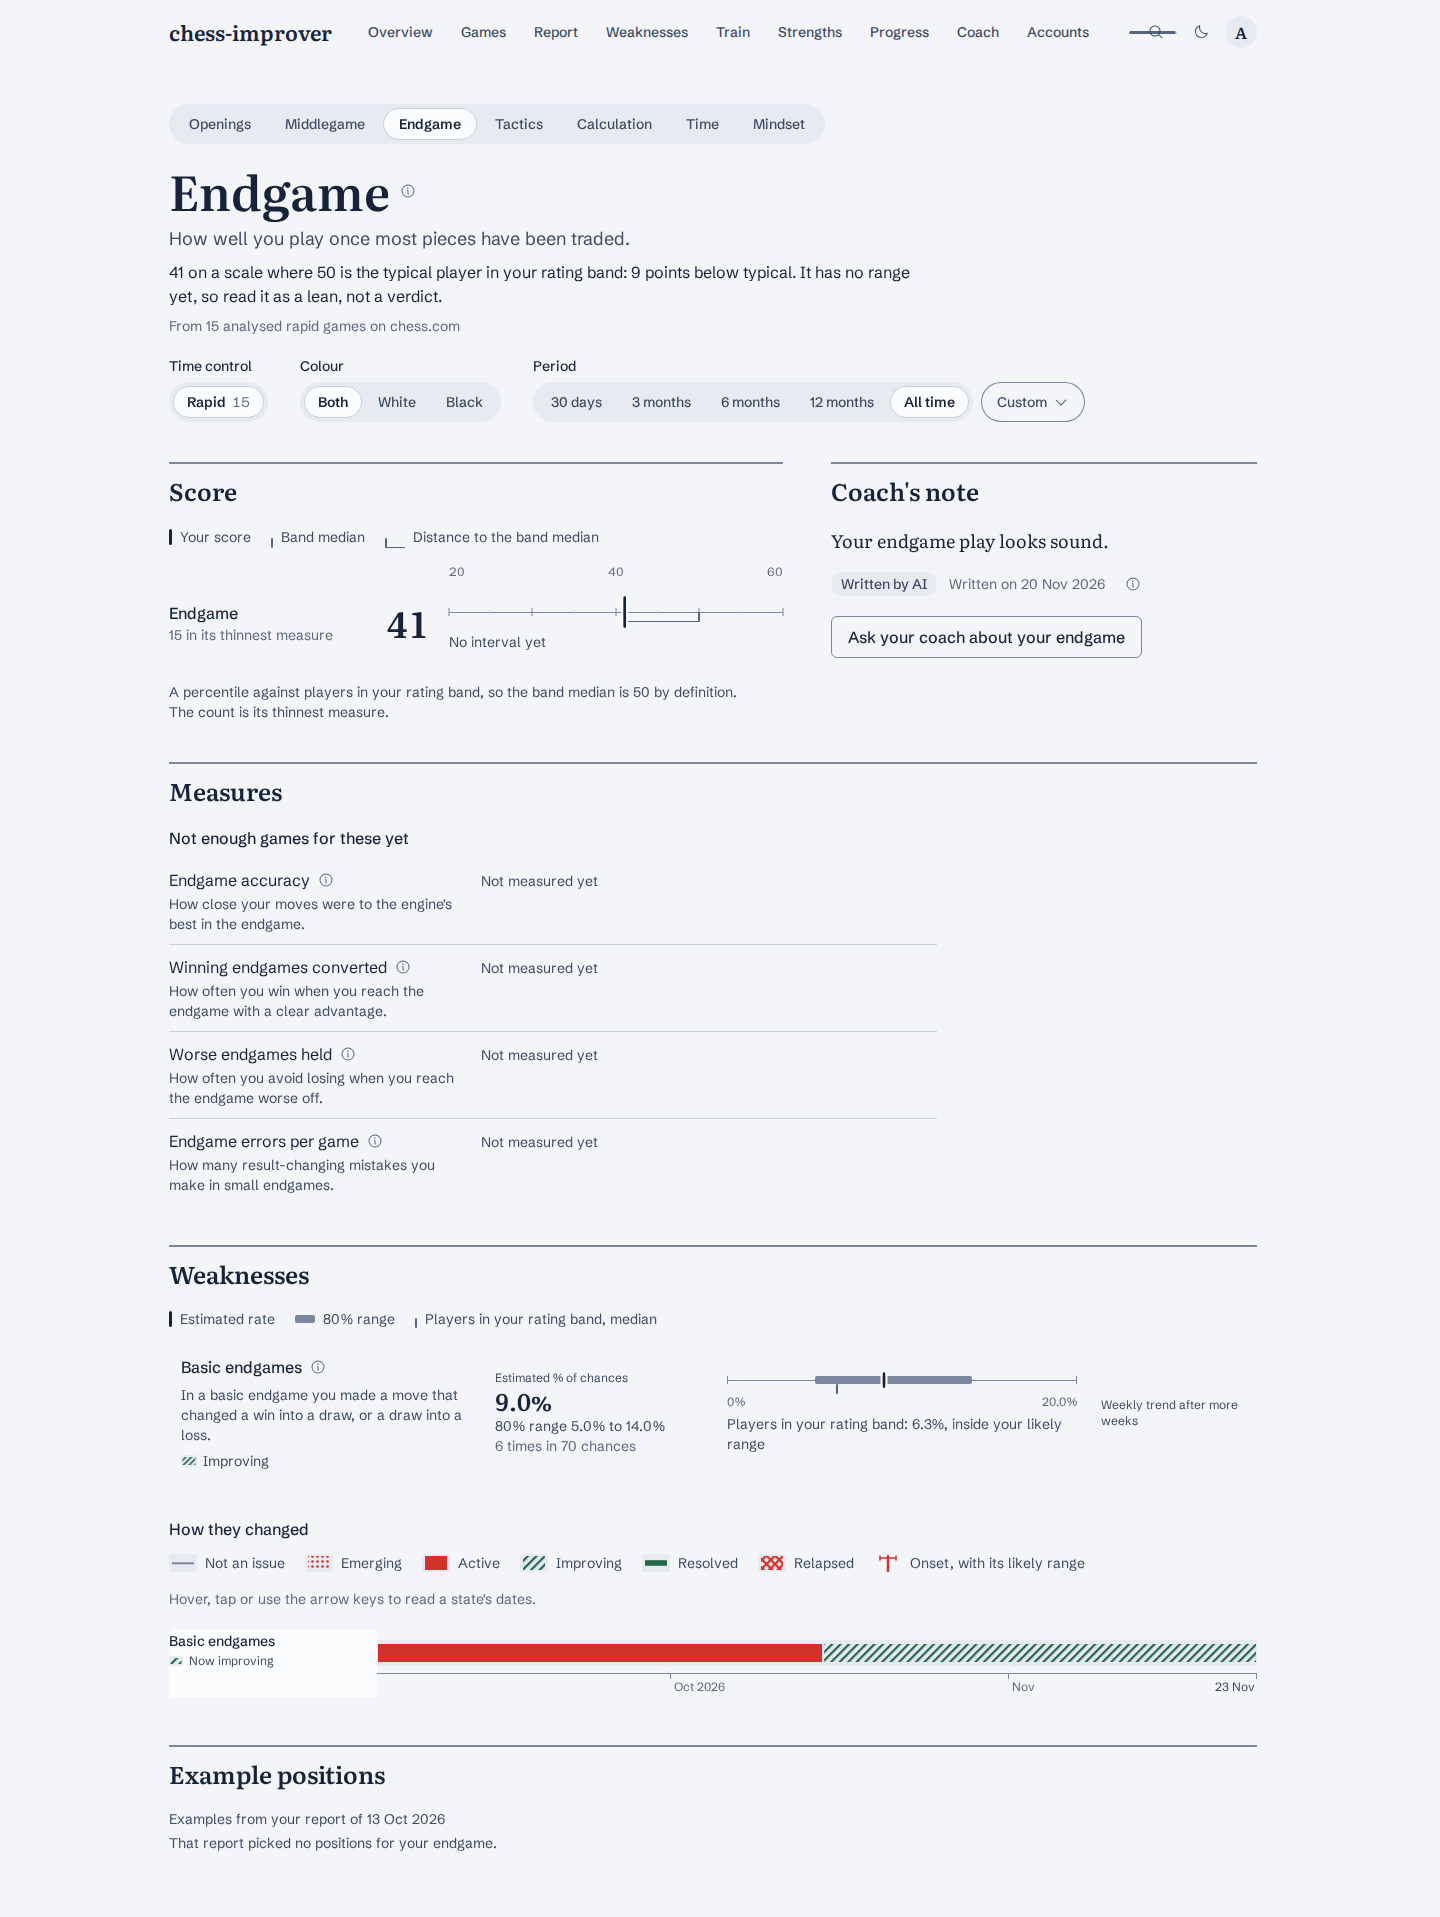 chess-improver Overview Games Report Weaknesses Train Strengths Progress Coach Accounts A
Openings Middlegame Endgame Tactics Calculation Time Mindset
Endgame
How well you play once most pieces have been traded.
41 on a scale where 50 is the typical player in your rating band: 9 points below typical. It has no range
yet, so read it as a lean, not a verdict.
From 15 analysed rapid games on chess.com
Time control Colour Period
Rapid 15 Both White Black 30 days 3 months 6 months 12 months All time Custom
Score
Your score Band median Distance to the band median
20 40 60
Endgame
15 in its thinnest measure
41
No interval yet
A percentile against players in your rating band, so the band median is 50 by definition.
The count is its thinnest measure.
Coach's note
Your endgame play looks sound.
Written by AI Written on 20 Nov 2026
Ask your coach about your endgame
Measures
Not enough games for these yet
Endgame accuracy Not measured yet
How close your moves were to the engine's
best in the endgame.
Winning endgames converted Not measured yet
How often you win when you reach the
endgame with a clear advantage.
Worse endgames held Not measured yet
How often you avoid losing when you reach
the endgame worse off.
Endgame errors per game Not measured yet
How many result-changing mistakes you
make in small endgames.
Weaknesses
Estimated rate 80% range Players in your rating band, median
Basic endgames
In a basic endgame you made a move that
changed a win into a draw, or a draw into a
loss.
Improving
Estimated % of chances
9.0%
80% range 5.0% to 14.0%
6 times in 70 chances
0% 20.0%
Players in your rating band: 6.3%, inside your likely
range
Weekly trend after more
weeks
How they changed
Not an issue Emerging Active Improving Resolved Relapsed Onset, with its likely range
Hover, tap or use the arrow keys to read a state's dates.
Basic endgames
Now improving
Oct 2026 Nov 23 Nov
Example positions
Examples from your report of 13 Oct 2026
That report picked no positions for your endgame.